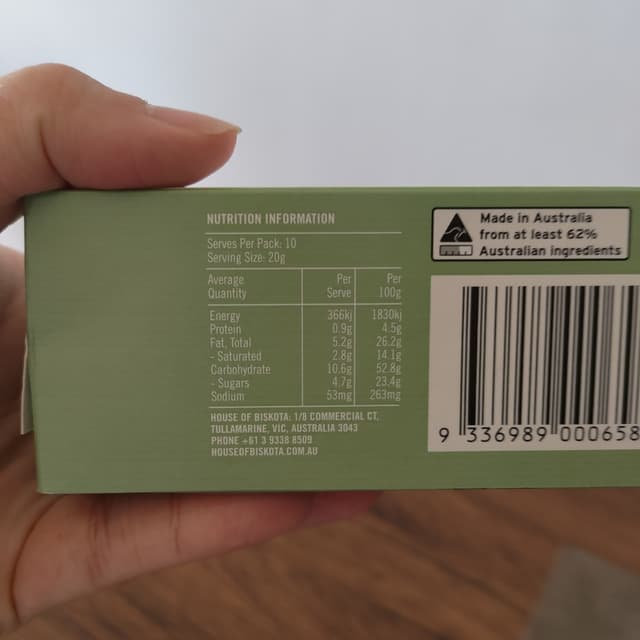 NUTRITION INFORMATION
Serves Per Pack: 10
Serving Size: 20g
Average Quantity Per Serve Per 100g
Energy 366kj 1830kj
Protein 0.9g 4.5g
Fat, Total 5.2g 26.2g
- Saturated 2.8g 14.1g
Carbohydrate 10.6g 52.8g
- Sugars 4.7g 23.4g
Sodium 53mg 263mg
HOUSE OF BISKOTA: 1/8 COMMERCIAL CT,
TULLAMARINE, VIC, AUSTRALIA 3043
PHONE +61 3 9338 8509
HOUSEOFBISKOTA.COM.AU
Made in Australia
from at least 62%
Australian ingredients
9 336989 000658